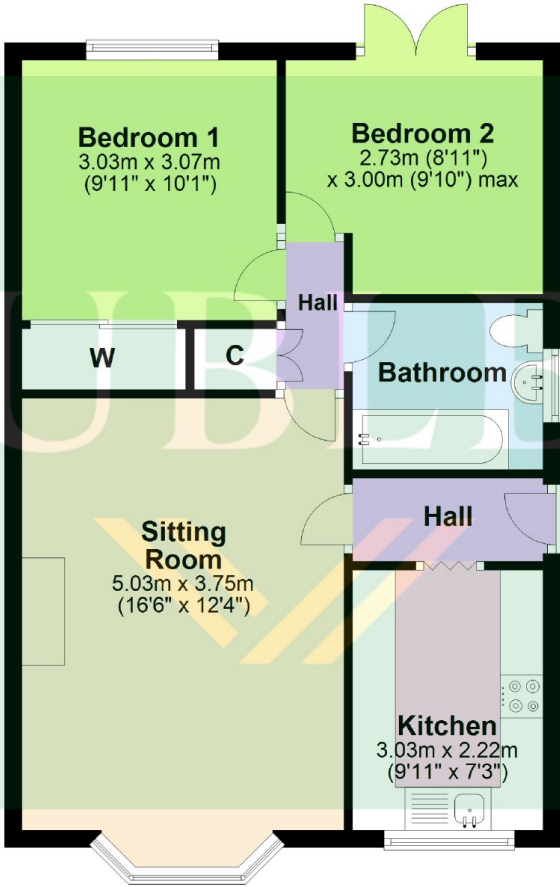 Bedroom 1
3.03m x 3.07m
(9'11" x 10'1")
Bedroom 2
2.73m (8'11")
x 3.00m (9'10") max
Hall
W
C
Bathroom
UBLE
Hall
Sitting
Room
5.03m x 3.75m
(16'6" x 12'4")
Kitchen
3.03m x 2.22m
(9'11" x 7'3")